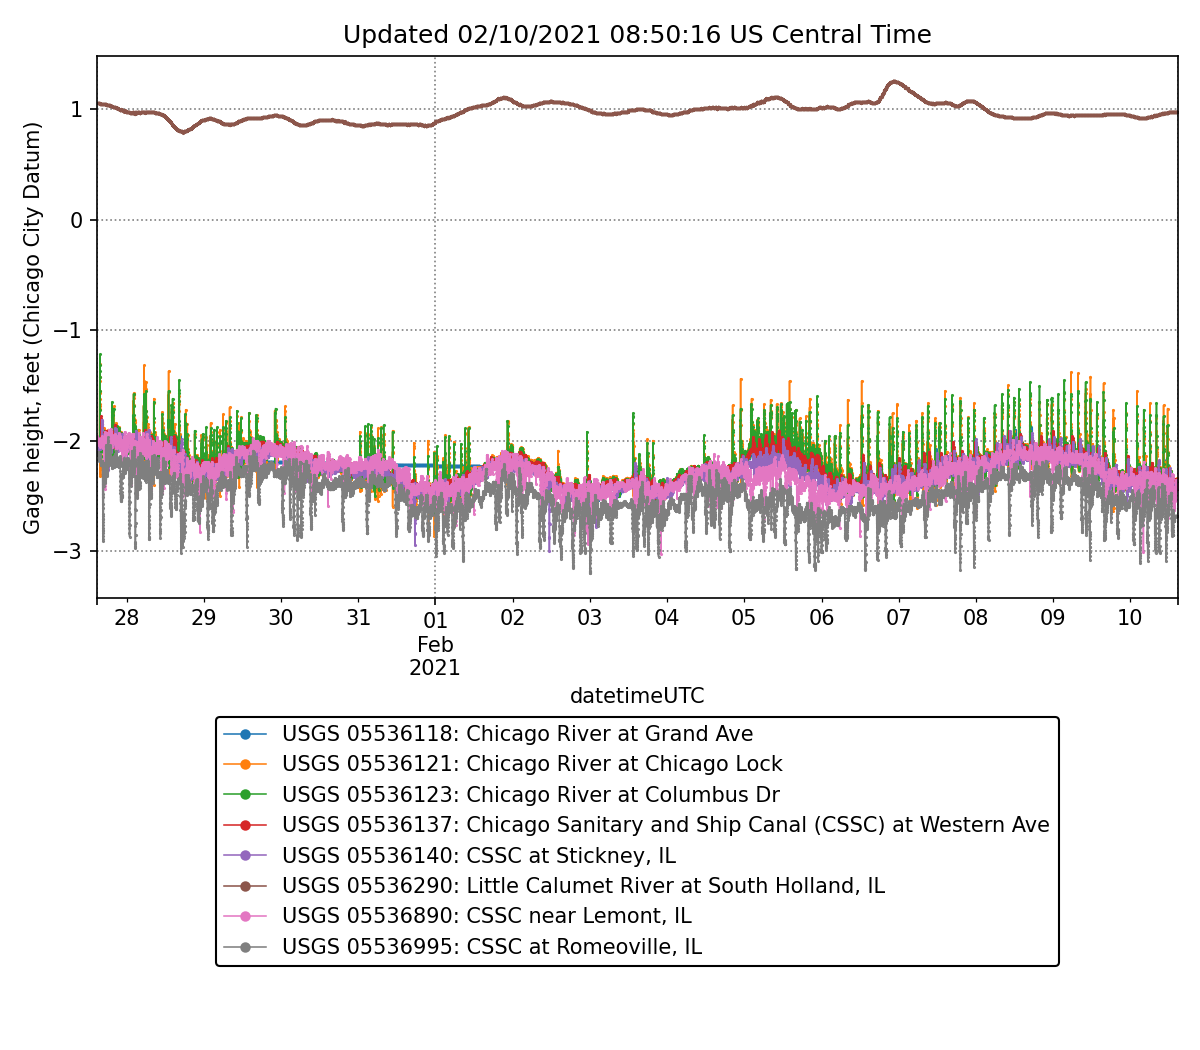 Updated 02/10/2021 08:50:16 US Central Time
Gage height, feet (Chicago City Datum)
1
0
−1
−2
−3
28 29 30 31 01 02 03 04 05 06 07 08 09 10
Feb
2021
datetimeUTC
USGS 05536118: Chicago River at Grand Ave
USGS 05536121: Chicago River at Chicago Lock
USGS 05536123: Chicago River at Columbus Dr
USGS 05536137: Chicago Sanitary and Ship Canal (CSSC) at Western Ave
USGS 05536140: CSSC at Stickney, IL
USGS 05536290: Little Calumet River at South Holland, IL
USGS 05536890: CSSC near Lemont, IL
USGS 05536995: CSSC at Romeoville, IL